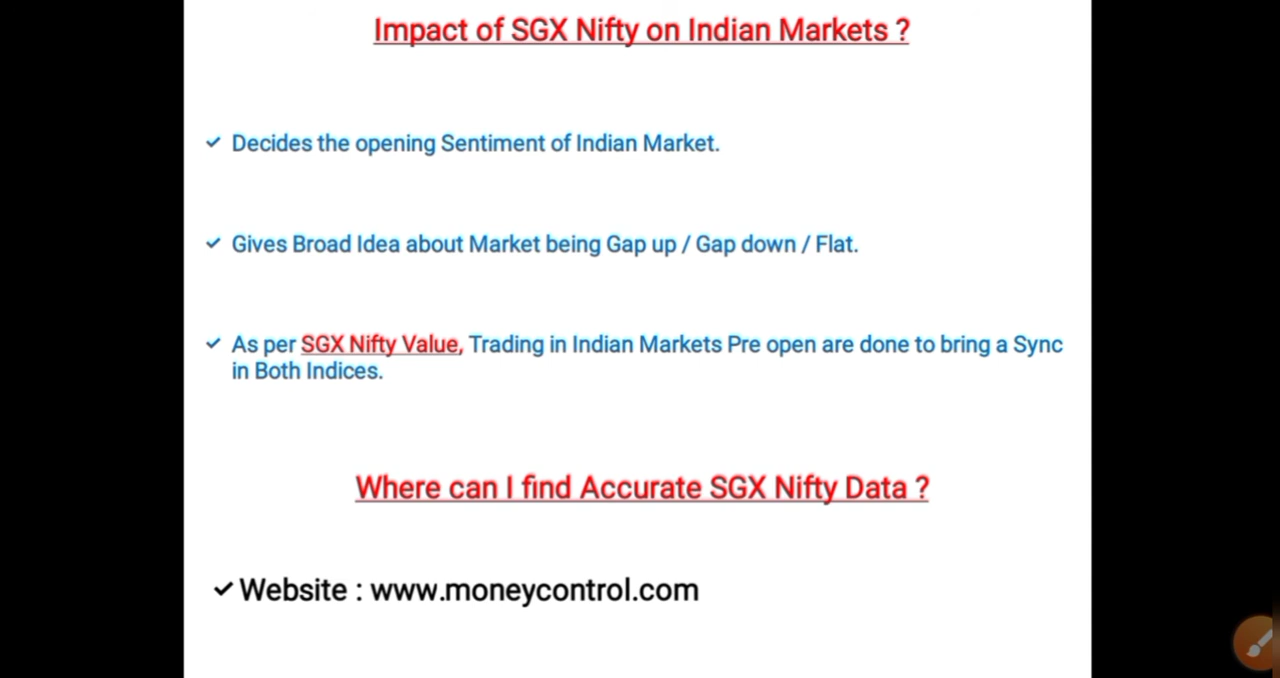 Impact of SGX Nifty on Indian Markets ?
✓ Decides the opening Sentiment of Indian Market.
✓ Gives Broad Idea about Market being Gap up / Gap down / Flat.
✓ As per SGX Nifty Value, Trading in Indian Markets Pre open are done to bring a Sync
in Both Indices.
Where can I find Accurate SGX Nifty Data ?
✓ Website : www.moneycontrol.com